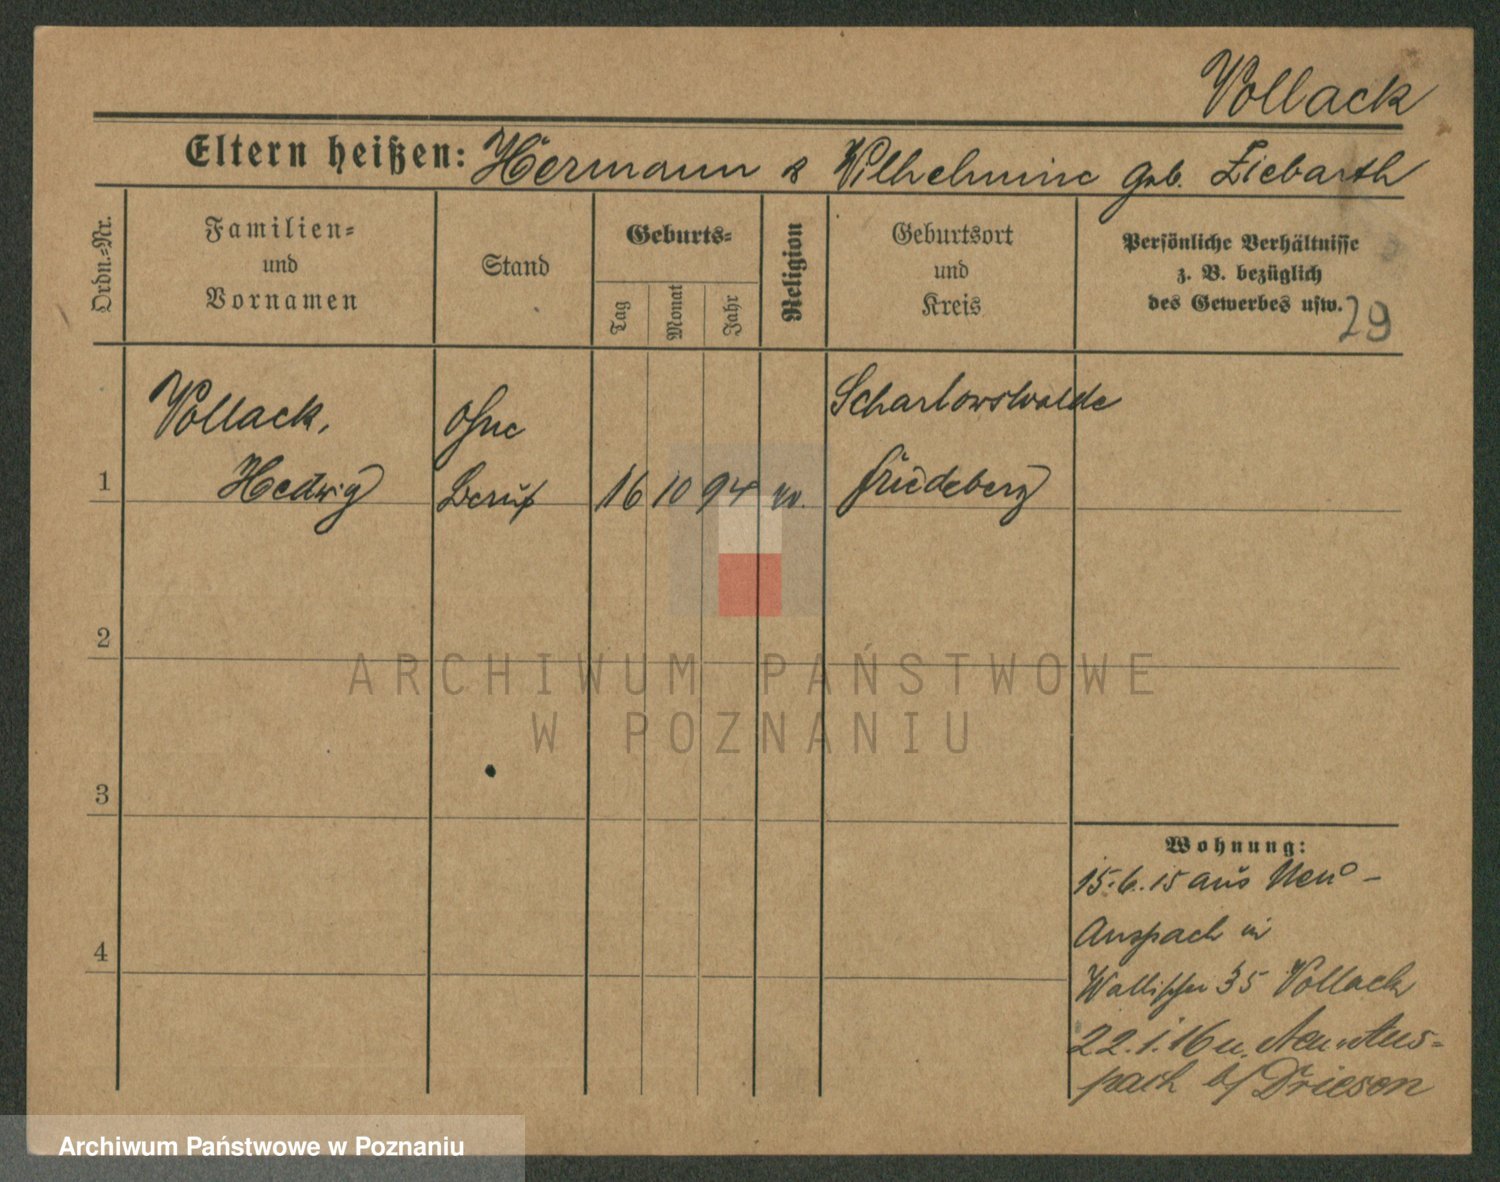 Vollack
Eltern heißen: Hermann & Wilhelmine geb. Ziebarth
Ordn.-Nr.
Familien-
und
Vornamen
Stand
Geburts-
Tag
Monat
Jahr
Religion
Geburtsort
und
Kreis
Persönliche Verhältnisse
z. B. bezüglich
des Gewerbes usw.
29
1
Vollack,
Hedwig
ohne
Beruf
16
10
94
ev.
Scharlowswalde
Friedeberg
2
3
4
ARCHIWUM PAŃSTWOWE
W POZNANIU
Wohnung:
15.6.15 aus Neu-
Anspach in
Wallischei 35 Vollack
22.1.16 n. Neu Ans-
pach b/ Driesen
Archiwum Państwowe w Poznaniu